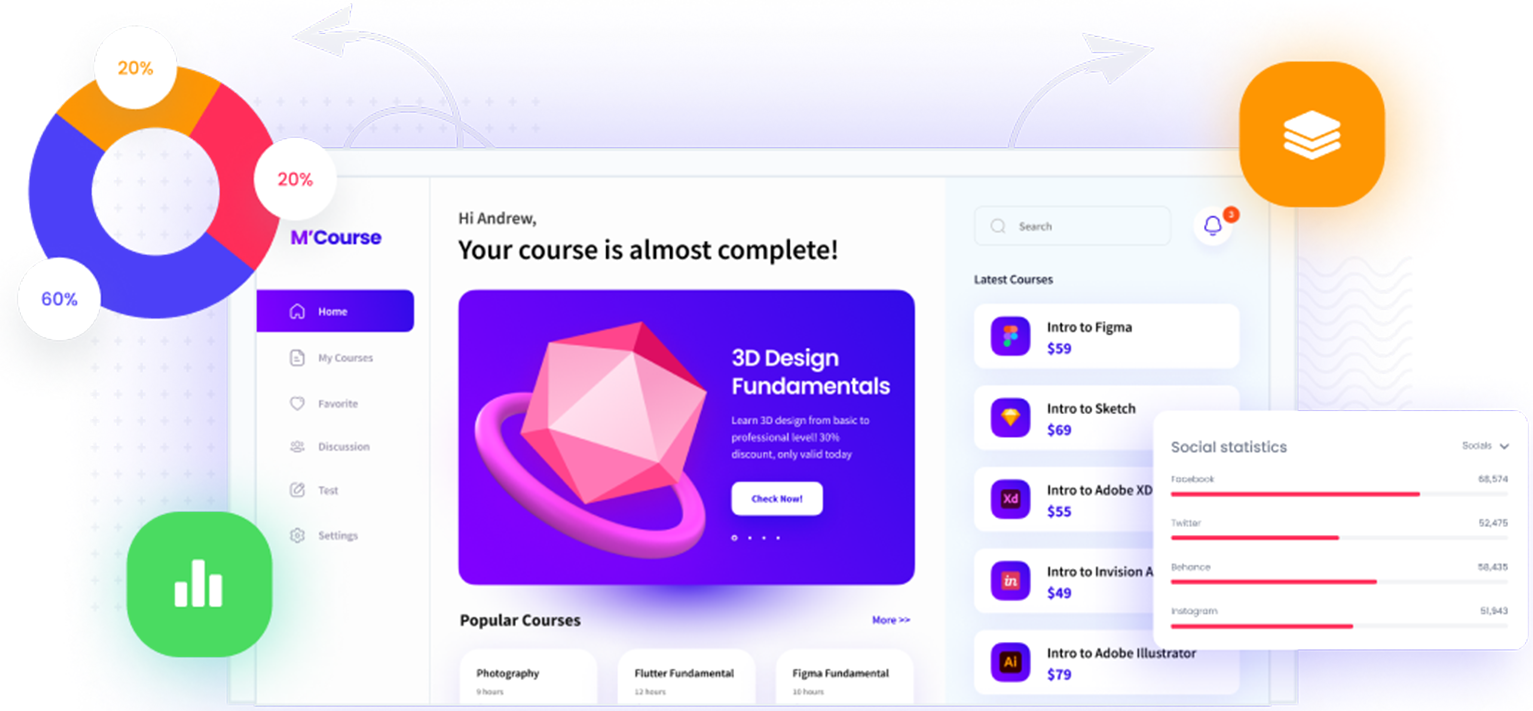 20%
20%
60%
M'Course
Home
My Courses
Favorite
Discussion
Test
Settings
Hi Andrew,
Your course is almost complete!
3D Design
Fundamentals
Learn 3D design from basic to
professional level! 30%
discount, only valid today
Check Now!
Popular Courses
More >>
Photography
9 hours
Flutter Fundamental
12 hours
Figma Fundamental
10 hours
Search
3
Latest Courses
Intro to Figma
$59
Intro to Sketch
$69
Xd
Intro to Adobe XD
$55
in
Intro to Invision A
$49
Ai
Intro to Adobe Illustrator
$79
Social statistics
Socials
Facebook
68,574
Twitter
52,475
Behance
58,435
Instagram
51,943